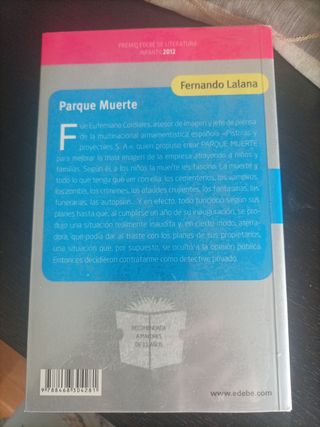 PREMIO EDEBÉ DE LITERATURA
INFANTIL 2012
Fernando Lalana
Parque Muerte
Fue Eufemiano Cordiales, asesor de imagen y jefe de prensa
de la multinacional armamentística española «Pistolas y
proyectiles S. A.», quien propuso crear PARQUE MUERTE
para mejorar la mala imagen de la empresa atrayendo a niños y
familias. Según él, a los niños la muerte les fascina. La muerte y
todo lo que tenga que ver con ella: los cementerios, los vampiros,
los zombis, los crímenes, los ataúdes crujientes, los fantasmas, las
funerarias, las autopsias... Y en efecto, todo funcionó según sus
planes hasta que, al cumplirse un año de su inauguración, se pro-
dujo una situación realmente inaudita y, en cierto modo, aterra-
dora, que podía dar al traste con los planes de sus propietarios,
una situación que, por supuesto, se ocultó a la opinión pública.
Entonces decidieron contratarme como detective privado.
RECOMENDADA
A MAYORES
DE AÑOS
9 788468 304281
www.edebe.com